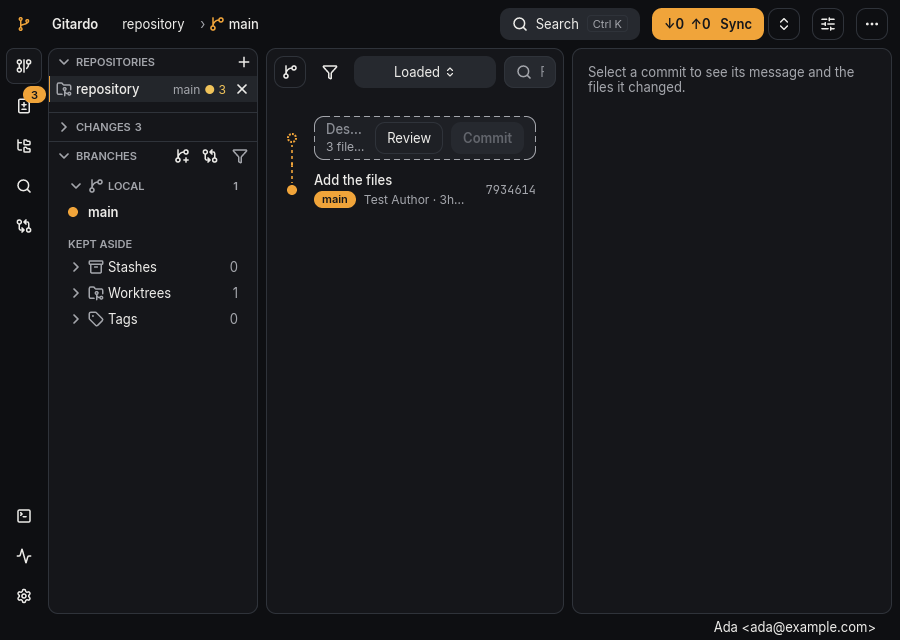 Gitardo
repository › main
Search Ctrl K
↓0 ↑0 Sync
REPOSITORIES
repository main 3
3
CHANGES 3
BRANCHES
LOCAL 1
main
KEPT ASIDE
Stashes 0
Worktrees 1
Tags 0
Loaded
Des...
3 file...
Review
Commit
Add the files
main Test Author · 3h...
7934614
Select a commit to see its message and the
files it changed.
Ada <ada@example.com>